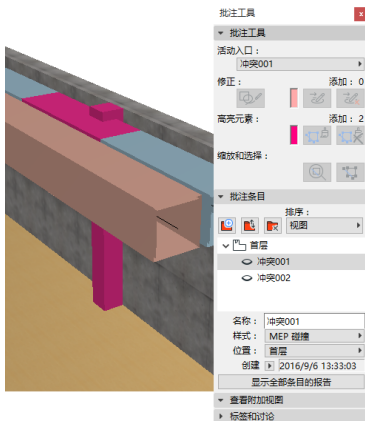 批注工具
x
批注工具
活动入口：
冲突001
修正：
添加：0
高亮元素：
添加：2
缩放和选择：
批注条目
排序：
视图
首层
冲突001
冲突002
名称：
冲突001
样式：
MEP 碰撞
位置：
首层
创建
2016/9/6 13:33:03
显示全部条目的报告
查看附加视图
标签和讨论